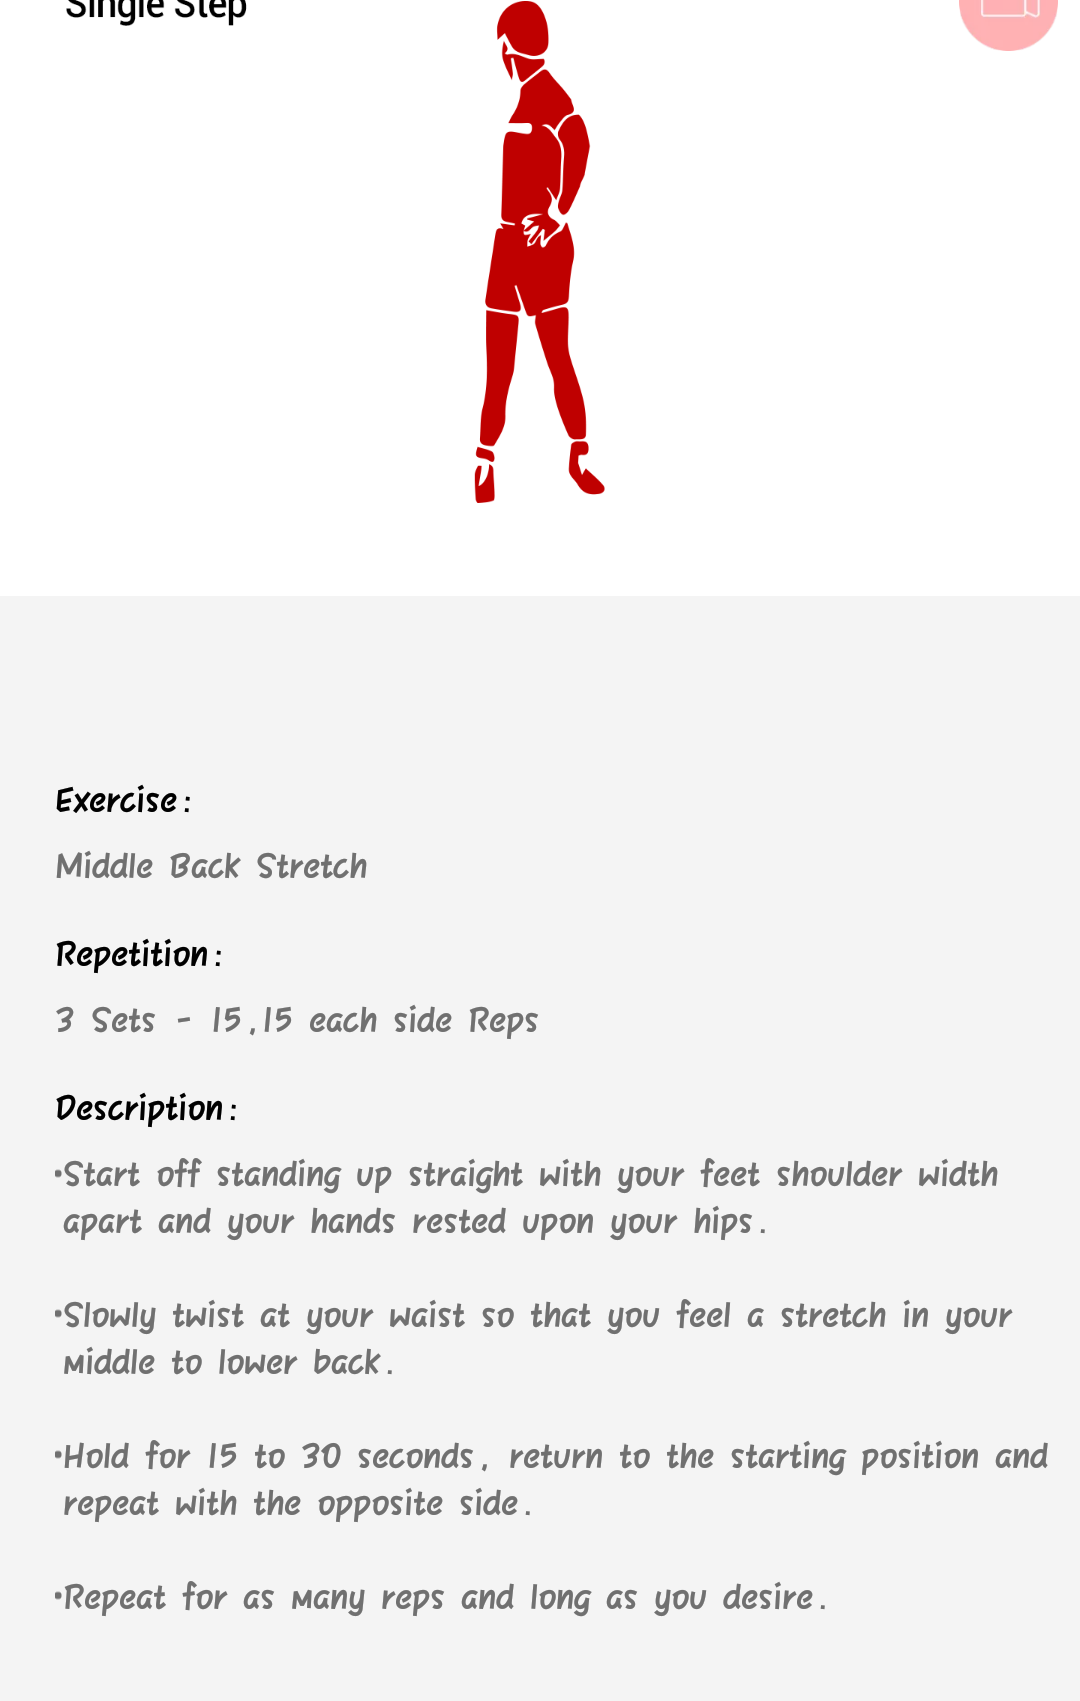 Single Step
Exercise:
Middle Back Stretch
Repetition:
3 Sets - 15,15 each side Reps
Description:
•Start off standing up straight with your feet shoulder width
apart and your hands rested upon your hips.
•Slowly twist at your waist so that you feel a stretch in your
middle to lower back.
•Hold for 15 to 30 seconds, return to the starting position and
repeat with the opposite side.
•Repeat for as many reps and long as you desire.